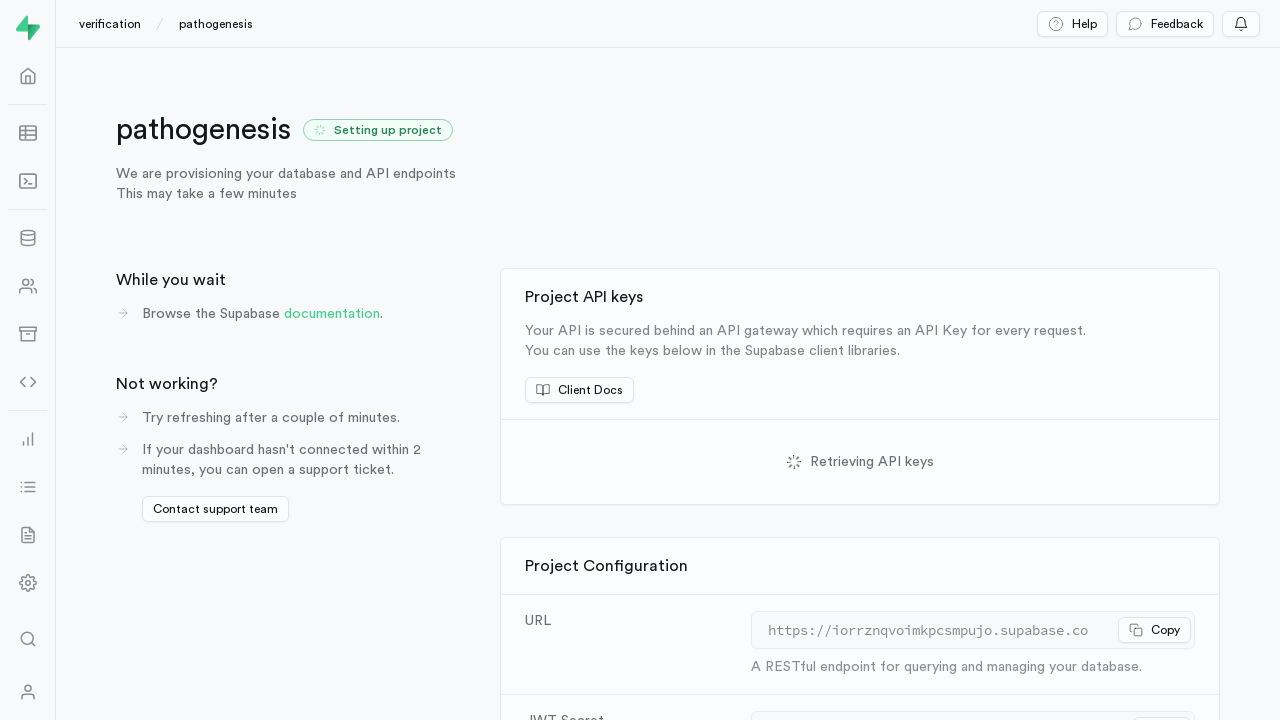 verification / pathogenesis
Help
Feedback
pathogenesis
Setting up project
We are provisioning your database and API endpoints
This may take a few minutes
While you wait
Browse the Supabase documentation.
Not working?
Try refreshing after a couple of minutes.
If your dashboard hasn't connected within 2
minutes, you can open a support ticket.
Contact support team
Project API keys
Your API is secured behind an API gateway which requires an API Key for every request.
You can use the keys below in the Supabase client libraries.
Client Docs
Retrieving API keys
Project Configuration
URL
https://iorrznqvoimkpcsmpujo.supabase.co
Copy
A RESTful endpoint for querying and managing your database.
JWT Secret